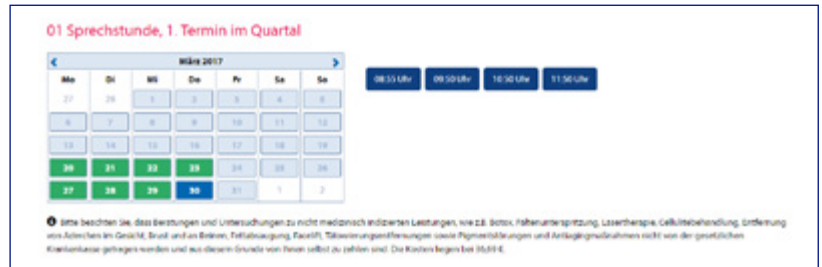 01 Sprechstunde, 1. Termin im Quartal
März 2017
Mo Di Mi Do Fr Sa So
08:55 Uhr 09:50 Uhr 10:50 Uhr 11:50 Uhr
27 28 1 2 3 4 5
6 7 8 9 10 11 12
13 14 15 16 17 18 19
20 21 22 23 24 25 26
27 28 29 30 31 1 2
Bitte beachten Sie, dass Beratungen und Untersuchungen zu nicht medizinisch indizierten Leistungen, wie z.B. Botox, Faltenunterspritzung, Lasertherapie, Cellulitebehandlung, Entfernung
von Äderchen im Gesicht, Brust und an Beinen, Fettabsaugung, Facelift, Tätowierungsentfernungen sowie Pigmentstörungen und Antiagingmaßnahmen nicht von der gesetzlichen
Krankenkasse getragen werden und aus diesem Grunde von Ihnen selbst zu zahlen sind. Die Kosten liegen bei €.